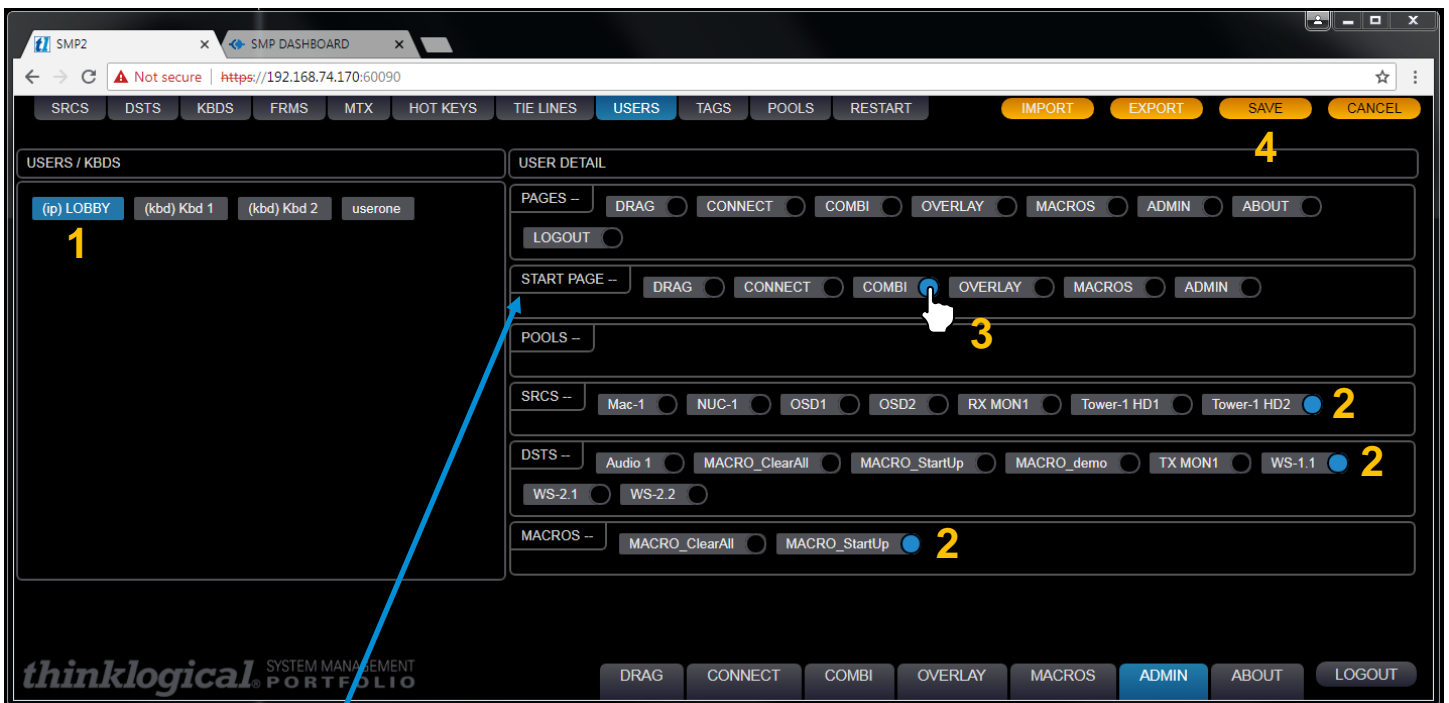 SMP2 SMP DASHBOARD
Not secure | https://192.168.74.170:60090
SRCS DSTS KBDS FRMS MTX HOT KEYS TIE LINES USERS TAGS POOLS RESTART IMPORT EXPORT SAVE CANCEL
4
USERS / KBDS
(ip) LOBBY (kbd) Kbd 1 (kbd) Kbd 2 userone
1
USER DETAIL
PAGES -- DRAG CONNECT COMBI OVERLAY MACROS ADMIN ABOUT
LOGOUT
START PAGE -- DRAG CONNECT COMBI OVERLAY MACROS ADMIN
3
POOLS --
SRCS -- Mac-1 NUC-1 OSD1 OSD2 RX MON1 Tower-1 HD1 Tower-1 HD2 2
DSTS -- Audio 1 MACRO_ClearAll MACRO_StartUp MACRO_demo TX MON1 WS-1.1 2
WS-2.1 WS-2.2
MACROS -- MACRO_ClearAll MACRO_StartUp 2
thinklogical® SYSTEM MANAGEMENT
PORTFOLIO
DRAG CONNECT COMBI OVERLAY MACROS ADMIN ABOUT LOGOUT